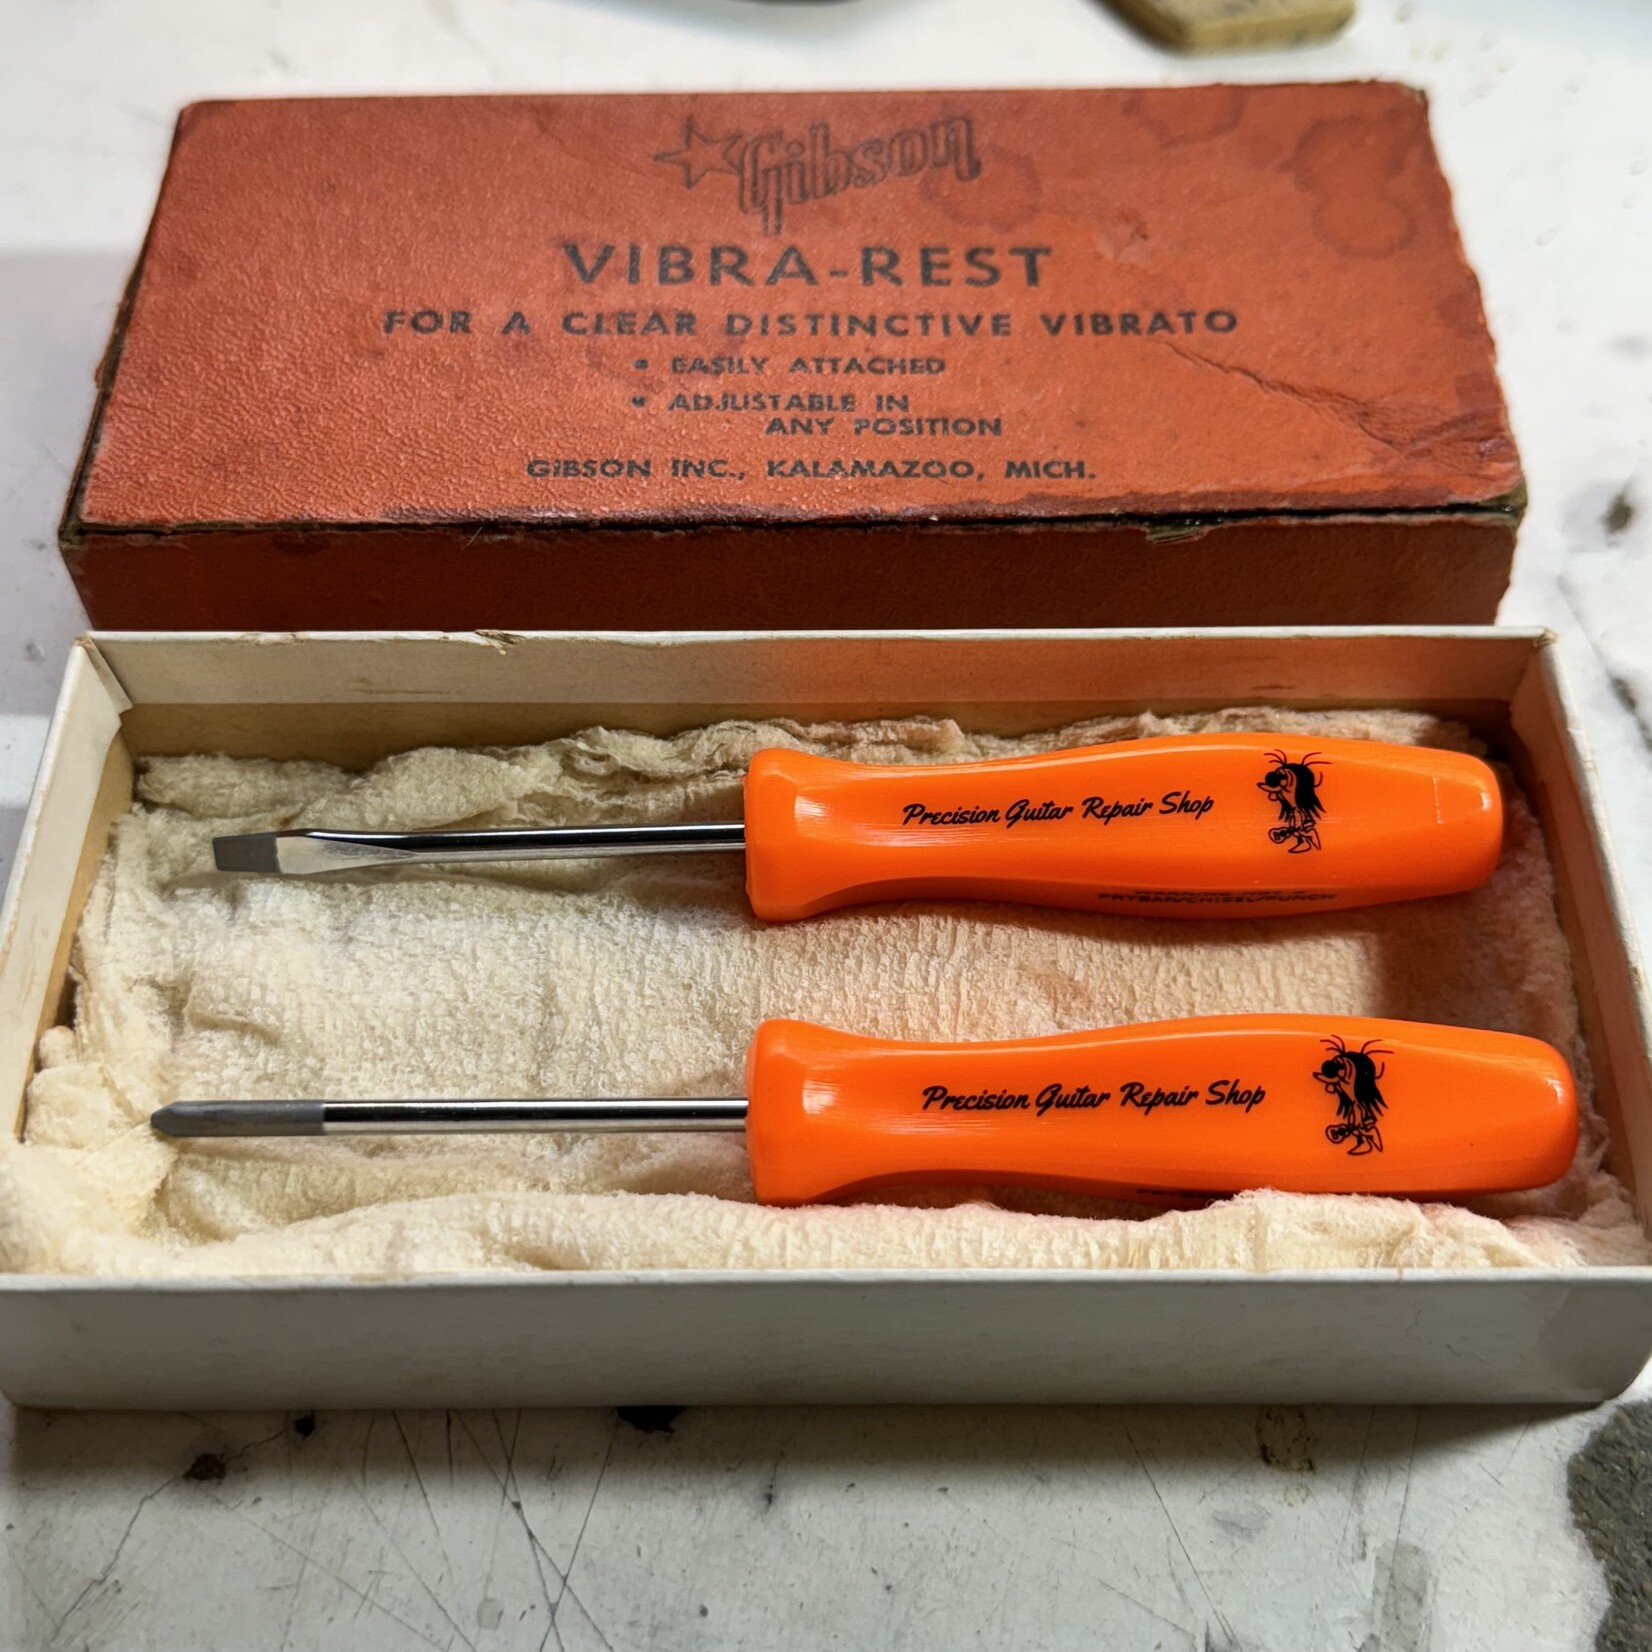 Gibson
VIBRA-REST
FOR A CLEAR DISTINCTIVE VIBRATO
• EASILY ATTACHED
• ADJUSTABLE IN
ANY POSITION
GIBSON INC., KALAMAZOO, MICH.
Precision Guitar Repair Shop
PRYBAR/CHISEL/PUNCH
Precision Guitar Repair Shop